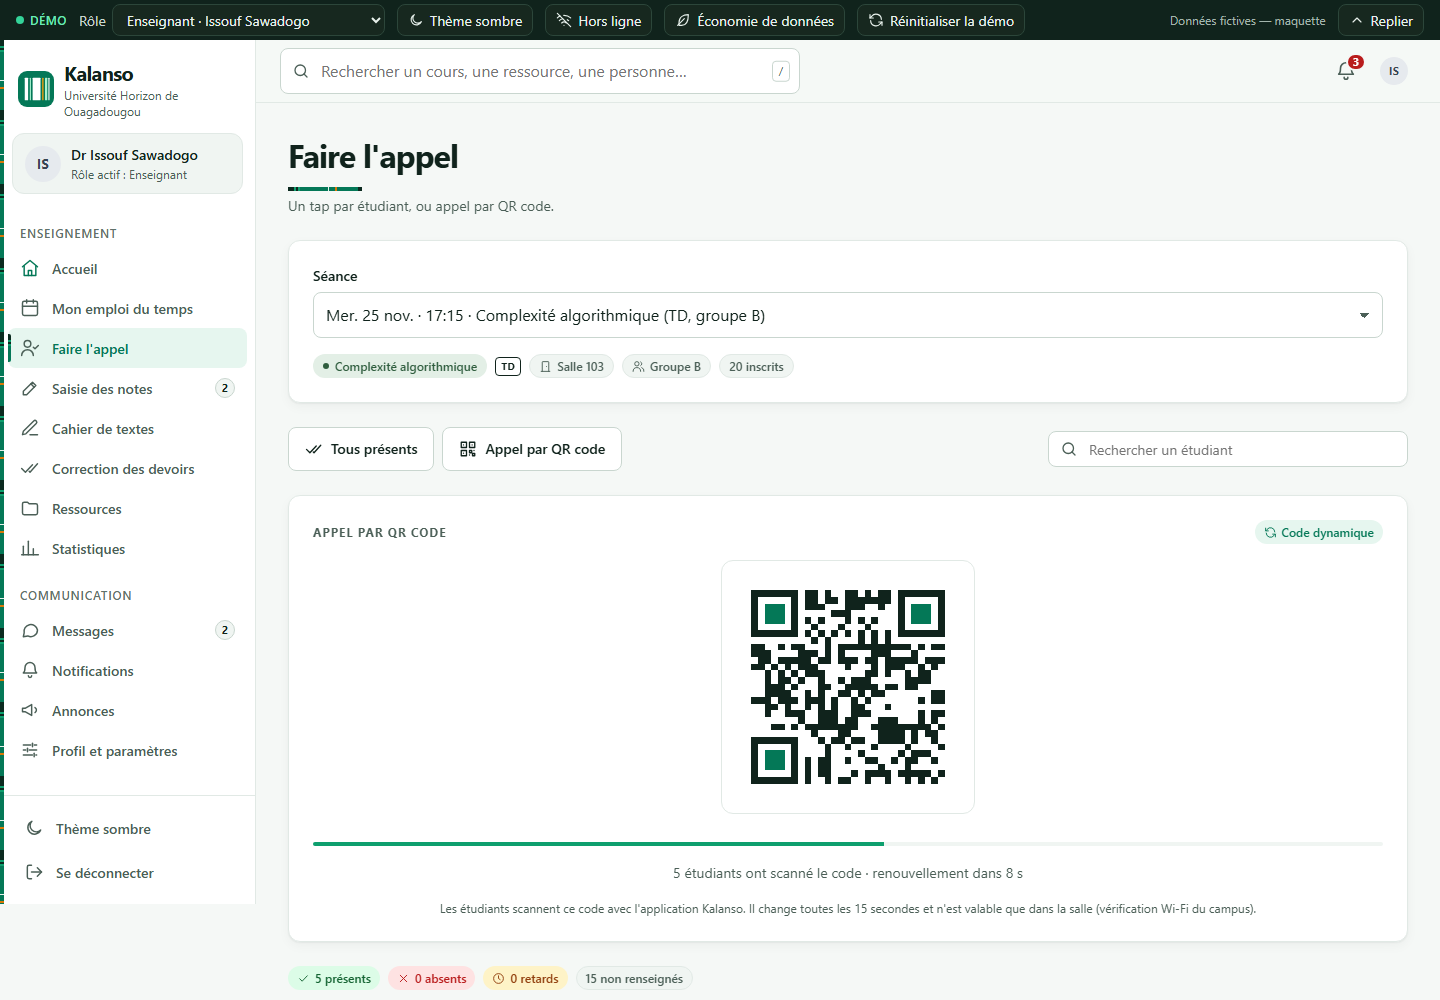 DÉMO
Rôle
Enseignant · Issouf Sawadogo
Thème sombre
Hors ligne
Économie de données
Réinitialiser la démo
Données fictives — maquette
Replier
Kalanso
Université Horizon de
Ouagadougou
IS
Dr Issouf Sawadogo
Rôle actif : Enseignant
ENSEIGNEMENT
Accueil
Mon emploi du temps
Faire l'appel
Saisie des notes
2
Cahier de textes
Correction des devoirs
Ressources
Statistiques
COMMUNICATION
Messages
2
Notifications
Annonces
Profil et paramètres
Thème sombre
Se déconnecter
Rechercher un cours, une ressource, une personne...
/
3
IS
Faire l'appel
Un tap par étudiant, ou appel par QR code.
Séance
Mer. 25 nov. · 17:15 · Complexité algorithmique (TD, groupe B)
Complexité algorithmique
TD
Salle 103
Groupe B
20 inscrits
Tous présents
Appel par QR code
Rechercher un étudiant
APPEL PAR QR CODE
Code dynamique
5 étudiants ont scanné le code · renouvellement dans 8 s
Les étudiants scannent ce code avec l'application Kalanso. Il change toutes les 15 secondes et n'est valable que dans la salle (vérification Wi-Fi du campus).
5 présents
0 absents
0 retards
15 non renseignés